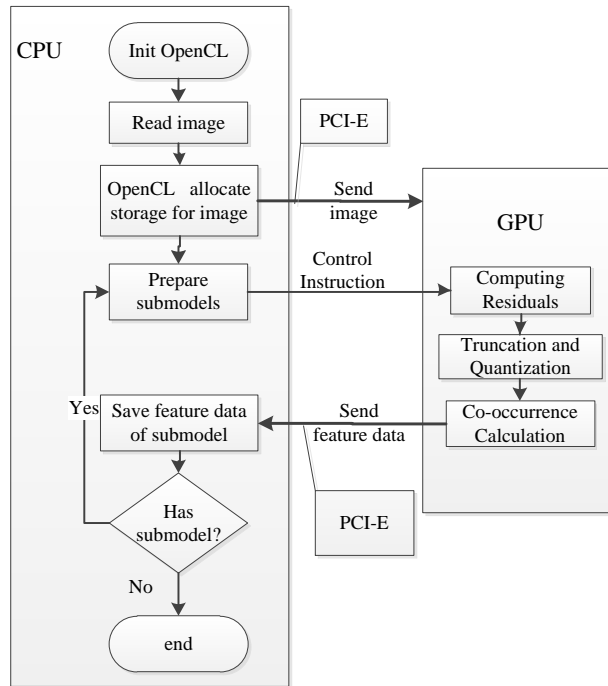 CPU
Init OpenCL
Read image
PCI-E
OpenCL allocate
storage for image
Send
image
GPU
Prepare
submodels
Control
Instruction
Computing
Residuals
Truncation and
Quantization
Yes
Save feature data
of submodel
Send
feature data
Co-occurrence
Calculation
Has
submodel?
PCI-E
No
end